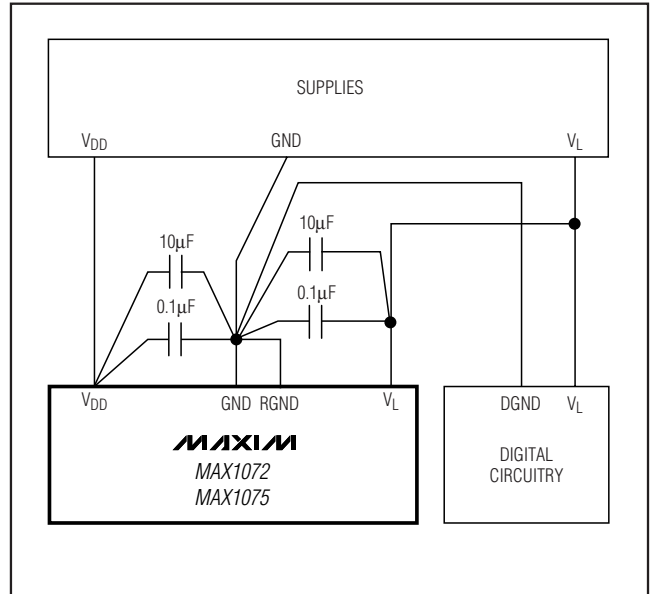 SUPPLIES
VDD GND VL
10µF
10µF
0.1µF
0.1µF
VDD GND RGND VL
DGND VL
MAXIM
MAX1072
MAX1075
DIGITAL
CIRCUITRY